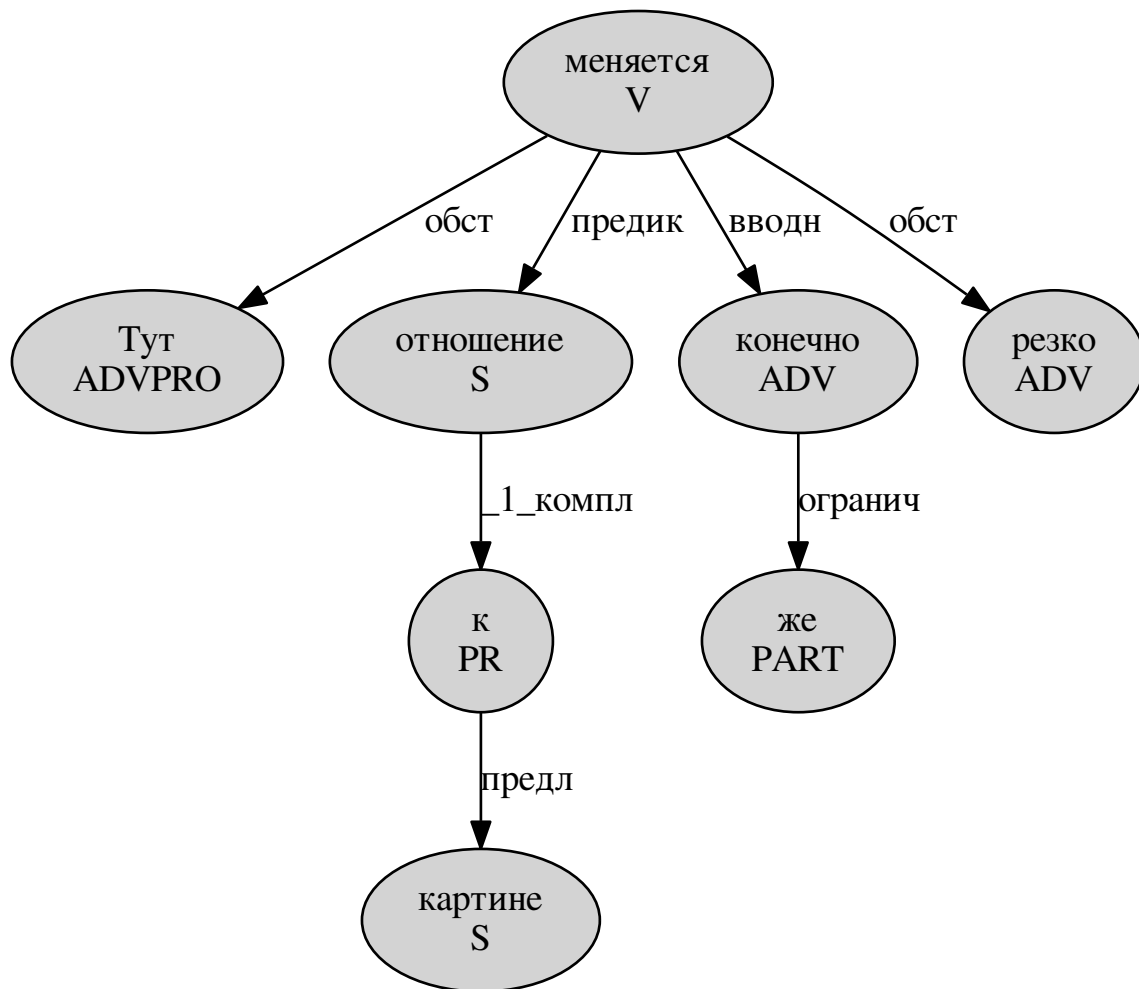 меняется
V
обст
предик
вводн
обст
Тут
ADVPRO
отношение
S
конечно
ADV
резко
ADV
_1_компл
огранич
к
PR
же
PART
предл
картине
S